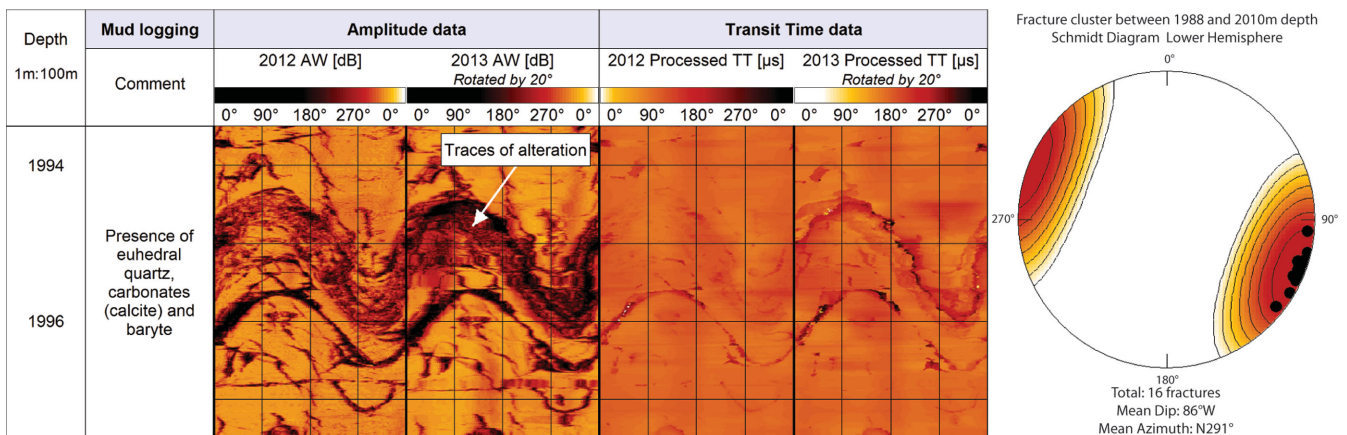 Depth
1m:100m
Mud logging
Comment
Amplitude data
2012 AW [dB]
0° 90° 180° 270° 0°
2013 AW [dB]
Rotated by 20°
0° 90° 180° 270° 0°
Transit Time data
2012 Processed TT [µs]
0° 90° 180° 270° 0°
2013 Processed TT [µs]
Rotated by 20°
0° 90° 180° 270° 0°
1994
1996
Presence of
euhedral
quartz,
carbonates
(calcite) and
baryte
Traces of alteration
Fracture cluster between 1988 and 2010m depth
Schmidt Diagram Lower Hemisphere
0°
270°
90°
180°
Total: 16 fractures
Mean Dip: 86°W
Mean Azimuth: N291°